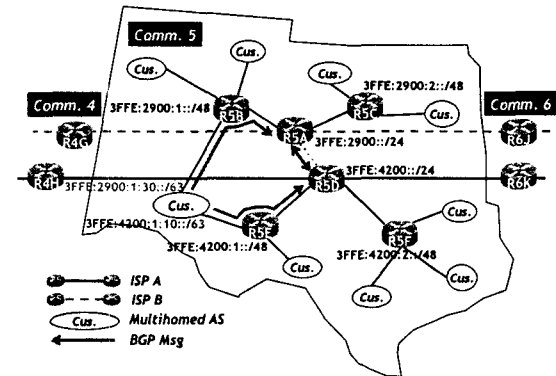 Comm. 5
Cus.
Cus.
Cus.
3FFE:2900:2::/48
Comm. 4
3FFE:2900:1::/48
R5B
R5C
Cus.
Comm. 6
R4G
R5A
3FFE:2900::/24
R6J
R4H
3FFE:2900:1:30::/63
3FFE:4200::/24
R5D
R6K
Cus.
3FFE:4200:1:10::/63
R5E
Cus.
3FFE:4200:1::/48
3FFE:4200:2::/48
R5F
Cus.
Cus.
Cus.
ISP A
ISP B
Cus. Multihomed AS
BGP Msg